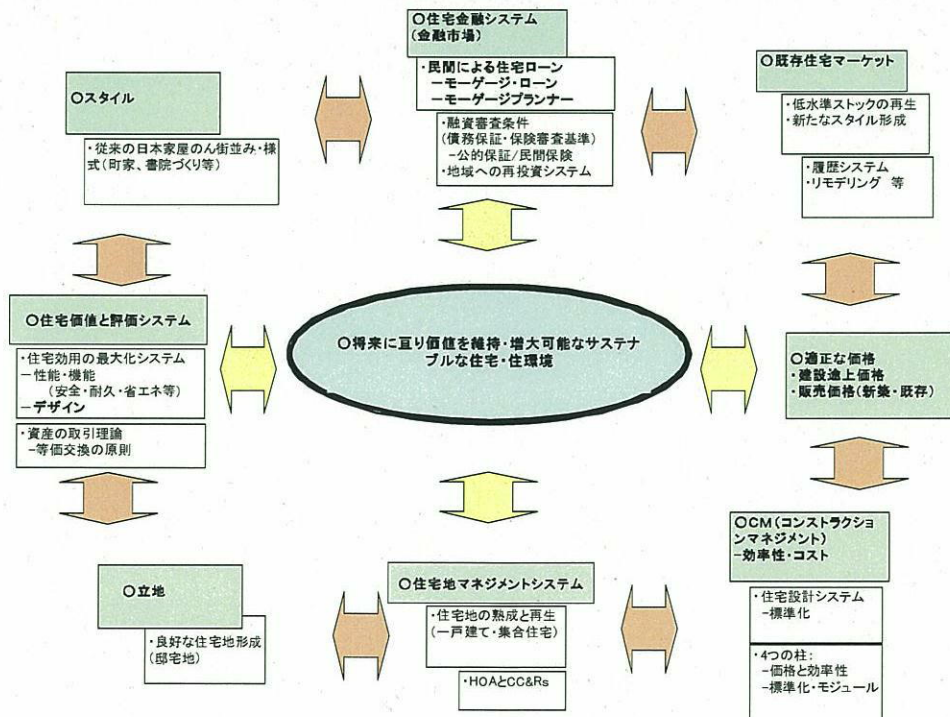 ○住宅金融システム
(金融市場)
・民間による住宅ローン
－モーゲージ・ローン
－モーゲージプランナー
・融資審査条件
(債務保証・保険審査基準)
－公的保証/民間保険
・地域への再投資システム
○スタイル
・従来の日本家屋のん街並み・様
式(町家、書院づくり等)
○既存住宅マーケット
・低水準ストックの再生
・新たなスタイル形成
・履歴システム
・リモデリング 等
○住宅価値と評価システム
・住宅効用の最大化システム
－性能・機能
(安全・耐久・省エネ等)
－デザイン
・資産の取引理論
－等価交換の原則
○将来に亘り価値を維持・増大可能なサステナ
ブルな住宅・住環境
○適正な価格
・建設途上価格
・販売価格(新築・既存)
○立地
・良好な住宅地形成
(邸宅地)
○住宅地マネジメントシステム
・住宅地の熟成と再生
(一戸建て・集合住宅)
・HOAとCC&Rs
○CM(コンストラクショ
ンマネジメント)
－効率性・コスト
・住宅設計システム
－標準化
・4つの柱:
－価格と効率性
－標準化・モジュール